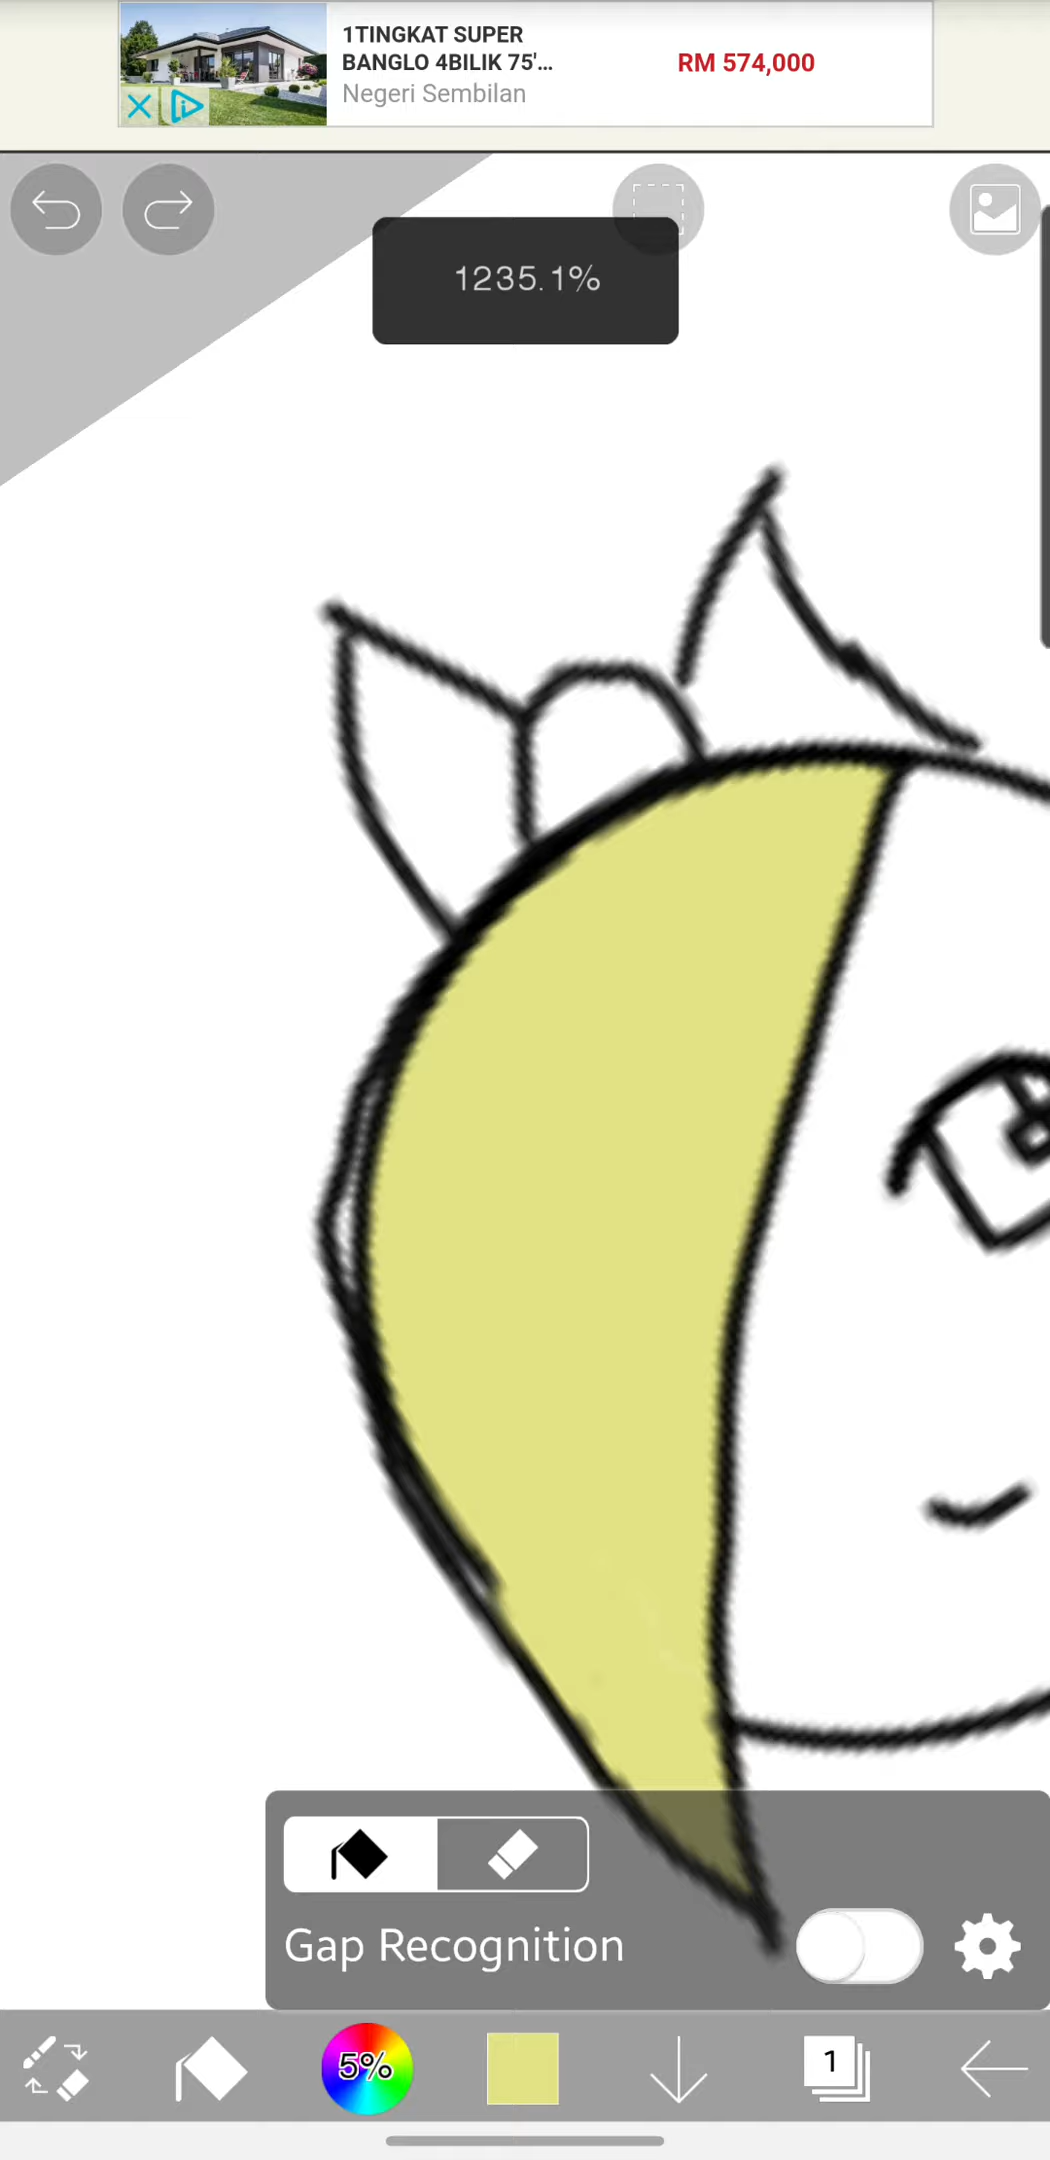 1TINGKAT SUPER
BANGLO 4BILIK 75'...
RM 574,000
Negeri Sembilan
1235.1%
Gap Recognition
5%
1